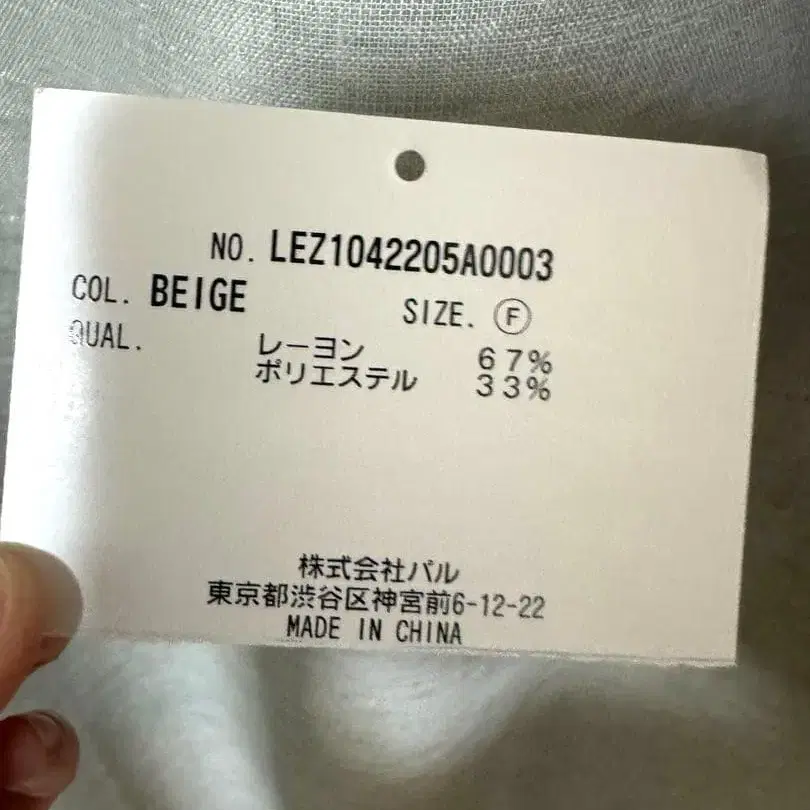 NO. LEZ1042205A0003
COL. BEIGE SIZE. Ⓕ
QUAL.
レーヨン 67%
ポリエステル 33%
株式会社パル
東京都渋谷区神宮前6-12-22
MADE IN CHINA